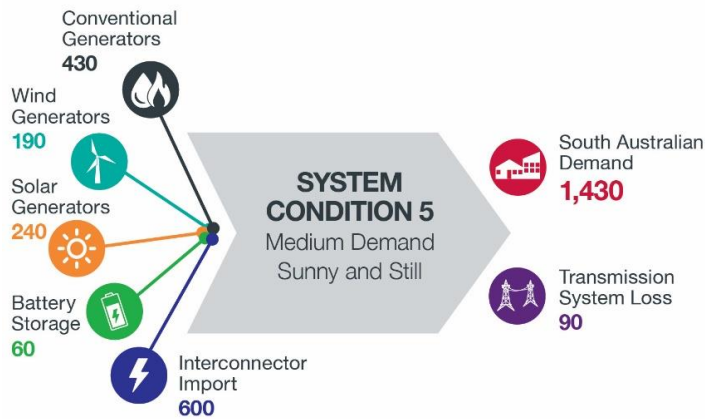 Conventional
Generators
430
Wind
Generators
190
Solar
Generators
240
Battery
Storage
60
Interconnector
Import
600
SYSTEM
CONDITION 5
Medium Demand
Sunny and Still
South Australian
Demand
1,430
Transmission
System Loss
90